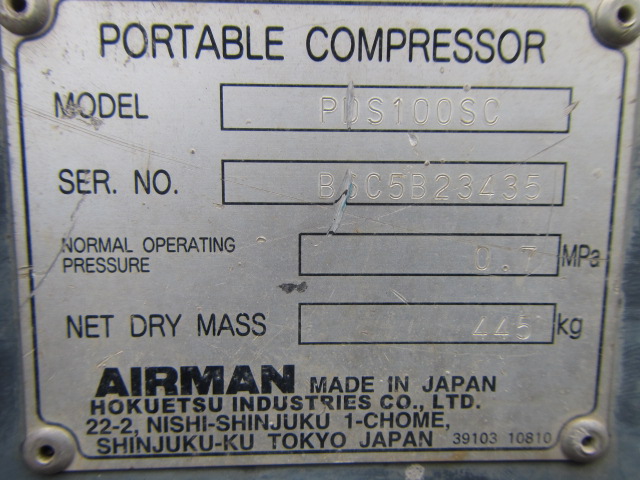 PORTABLE COMPRESSOR
MODEL PDS100SC
SER. NO. B6C5B23435
NORMAL OPERATING PRESSURE 0.7 MPa
NET DRY MASS 445 kg
AIRMAN MADE IN JAPAN
HOKUETSU INDUSTRIES CO., LTD.
22-2, NISHI-SHINJUKU 1-CHOME,
SHINJUKU-KU TOKYO JAPAN 39103 10810